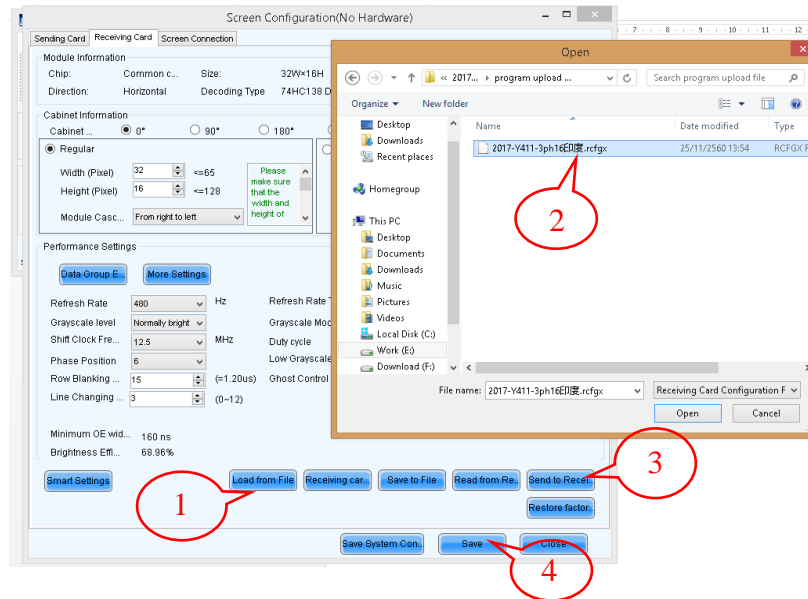 Screen Configuration(No Hardware)
Sending Card Receiving Card Screen Connection
Module Information
Chip: Common c... Size: 32W×16H
Direction: Horizontal Decoding Type 74HC138 D
Cabinet Information
Cabinet ... 0° 90° 180°
Regular
Width (Pixel) 32 <=65
Height (Pixel) 16 <=128
Please make sure that the width and height of
Module Casc... From right to left
Performance Settings
Data Group E... More Settings
Refresh Rate 480 Hz Refresh Rate T
Grayscale level Normally bright Grayscale Moc
Shift Clock Fre... 12.5 MHz Duty cycle
Phase Position 6 Low Grayscale
Row Blanking ... 15 (=1.20us) Ghost Control
Line Changing ... 3 (0~12)
Minimum OE wid... 160 ns
Brightness Effi... 68.96%
Smart Settings Load from File Receiving car... Save to File Read from Re.. Send to Recei..
Restore factor..
Save System Con.. Save Close
1
2
3
4
7 8 9 10 11 12
Open
« 2017... program upload ... Search program upload file
Organize New folder
Desktop
Downloads
Recent places
Homegroup
This PC
Desktop
Documents
Downloads
Music
Pictures
Videos
Local Disk (C:)
Work (E:)
Download (F:)
Name Date modified Type
2017-Y411-3ph16印度.rcfgx 25/11/2560 13:54 RCFGX F
File name: 2017-Y411-3ph16印度.rcfgx Receiving Card Configuration F
Open Cancel